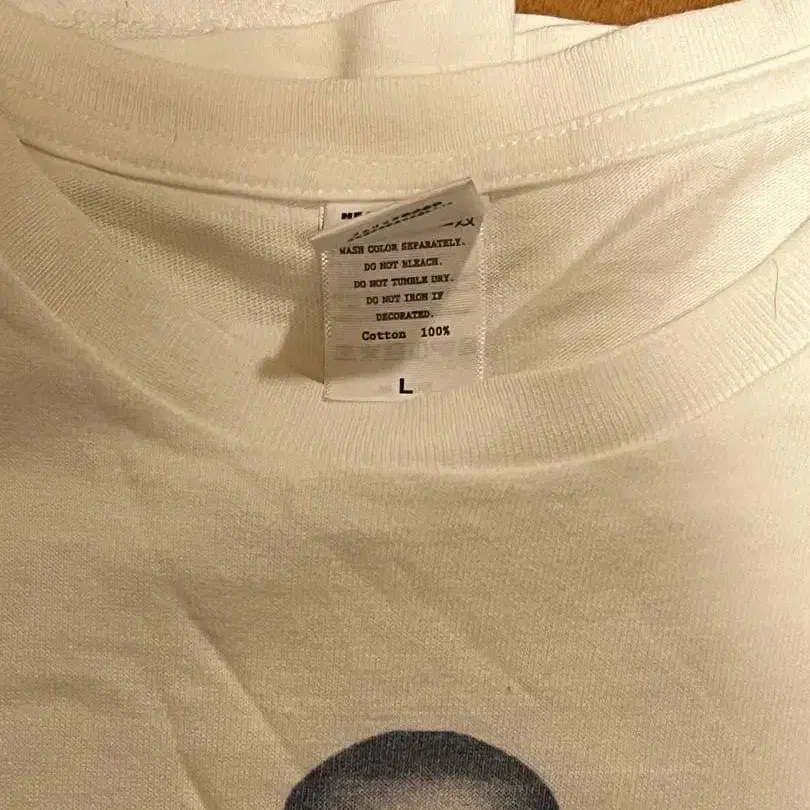 WASH COLOR SEPARATELY.
DO NOT BLEACH.
DO NOT TUMBLE DRY.
DO NOT IRON IF
DECORATED.
Cotton 100%
L